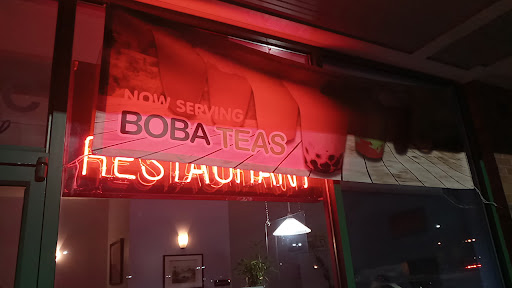 NOW SERVING
BOBA TEAS
RESTAURANT